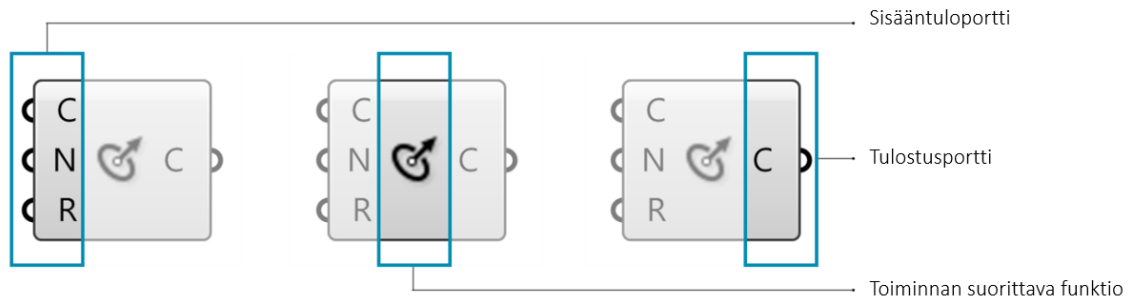 Sisääntuloportti
C
N C
R
C
N C
R
C
N C
R
Tulostusportti
Toiminnan suorittava funktio